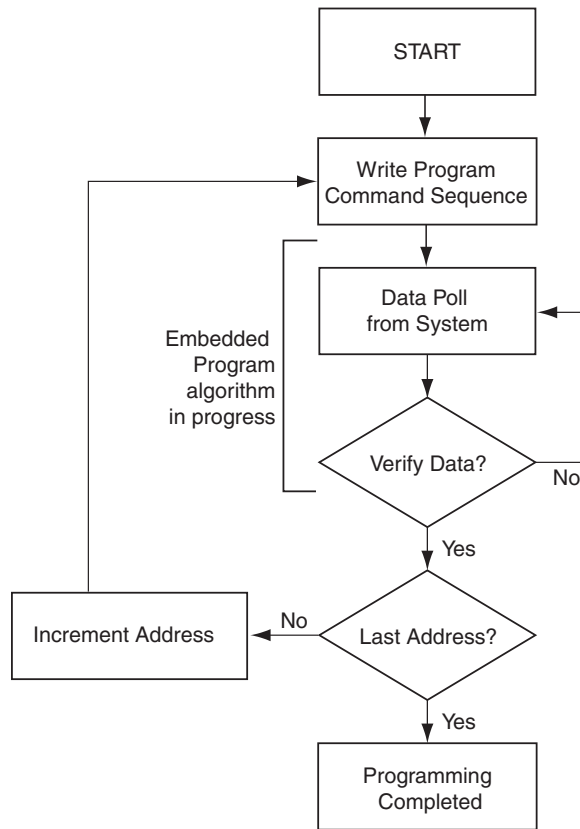 START
Write Program
Command Sequence
Data Poll
from System
Embedded
Program
algorithm
in progress
Verify Data?
No
Yes
Last Address?
No
Increment Address
Yes
Programming
Completed